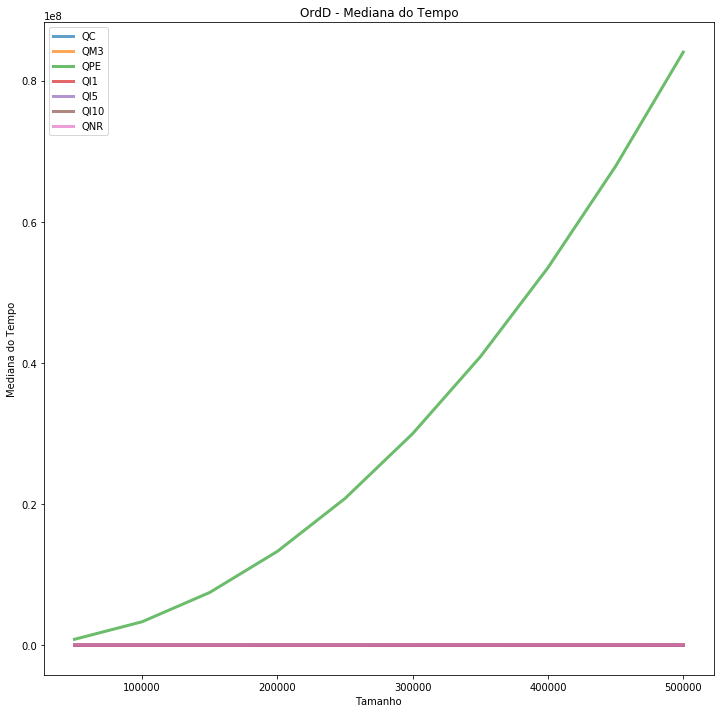 OrdD - Mediana do Tempo
1e8
QC
QM3
QPE
QI1
QI5
QI10
QNR
0.8
0.6
0.4
0.2
0.0
Mediana do Tempo
100000
200000
300000
400000
500000
Tamanho